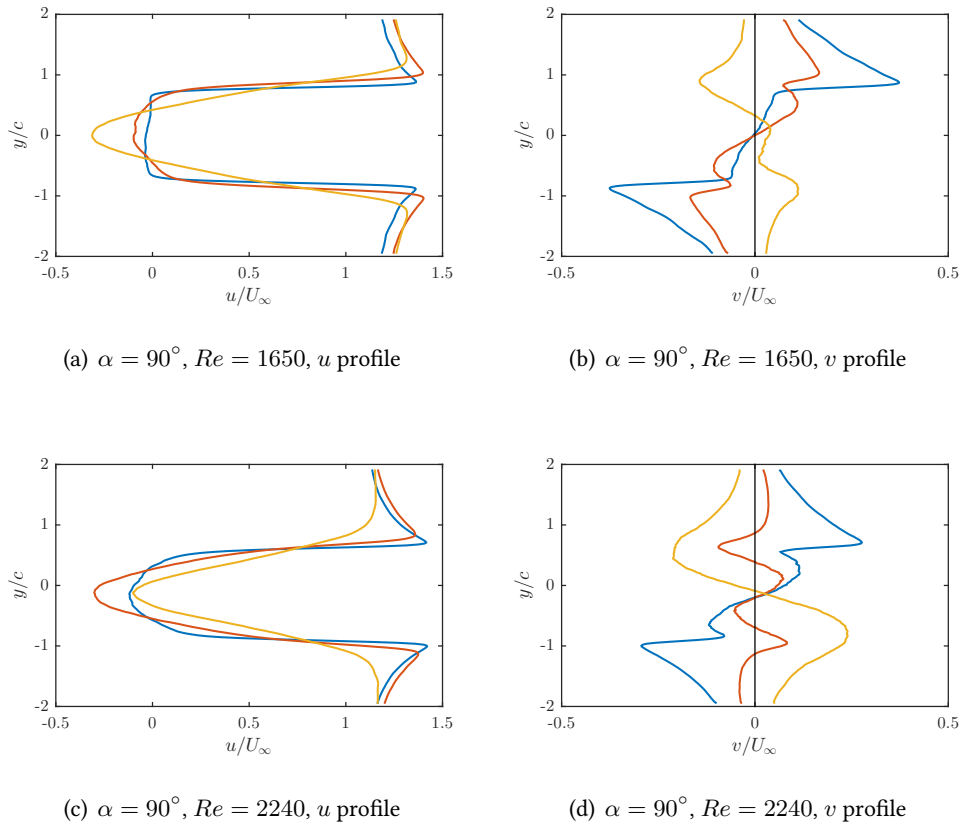 2
1
0
-1
-2
y/c
-0.5 0 0.5 1 1.5
u/U∞
(a) α = 90°, Re = 1650, u profile
2
1
0
-1
-2
y/c
-0.5 0 0.5
v/U∞
(b) α = 90°, Re = 1650, v profile
2
1
0
-1
-2
y/c
-0.5 0 0.5 1 1.5
u/U∞
(c) α = 90°, Re = 2240, u profile
2
1
0
-1
-2
y/c
-0.5 0 0.5
v/U∞
(d) α = 90°, Re = 2240, v profile